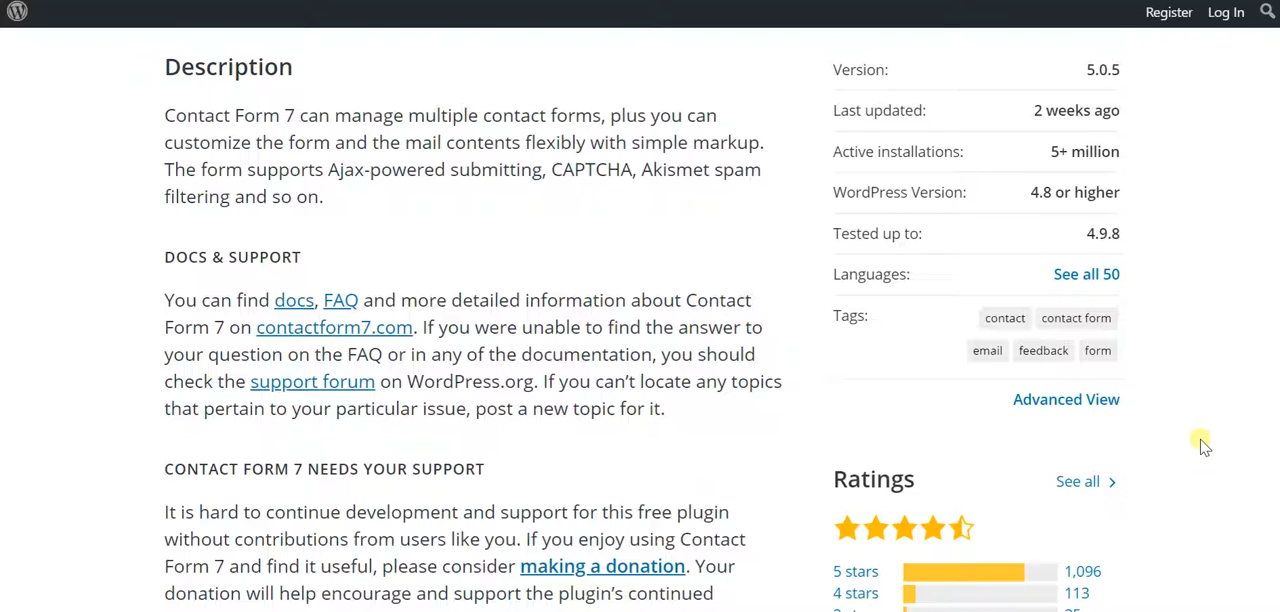 Register Log In
Description
Contact Form 7 can manage multiple contact forms, plus you can
customize the form and the mail contents flexibly with simple markup.
The form supports Ajax-powered submitting, CAPTCHA, Akismet spam
filtering and so on.
DOCS & SUPPORT
You can find docs, FAQ and more detailed information about Contact
Form 7 on contactform7.com. If you were unable to find the answer to
your question on the FAQ or in any of the documentation, you should
check the support forum on WordPress.org. If you can’t locate any topics
that pertain to your particular issue, post a new topic for it.
CONTACT FORM 7 NEEDS YOUR SUPPORT
It is hard to continue development and support for this free plugin
without contributions from users like you. If you enjoy using Contact
Form 7 and find it useful, please consider making a donation. Your
donation will help encourage and support the plugin’s continued
Version: 5.0.5
Last updated: 2 weeks ago
Active installations: 5+ million
WordPress Version: 4.8 or higher
Tested up to: 4.9.8
Languages: See all 50
Tags: contact contact form
email feedback form
Advanced View
Ratings See all
5 stars 1,096
4 stars 113